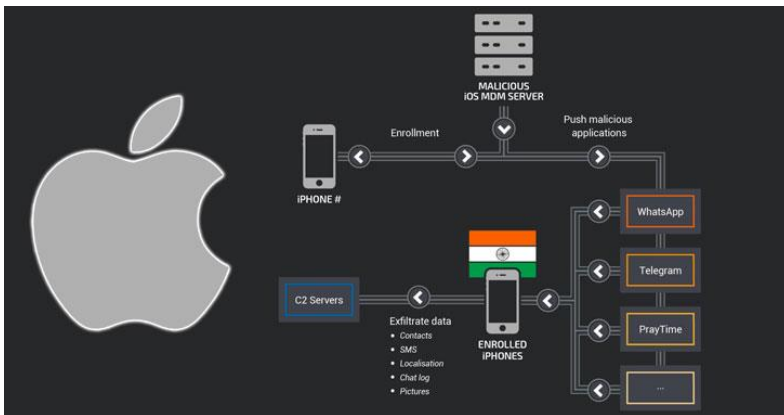 MALICIOUS
iOS MDM SERVER
Enrollment
Push malicious
applications
iPHONE #
WhatsApp
Telegram
C2 Servers
PrayTime
Exfiltrate data
• Contacts
• SMS
• Localisation
• Chat log
• Pictures
ENROLLED
iPHONES
...